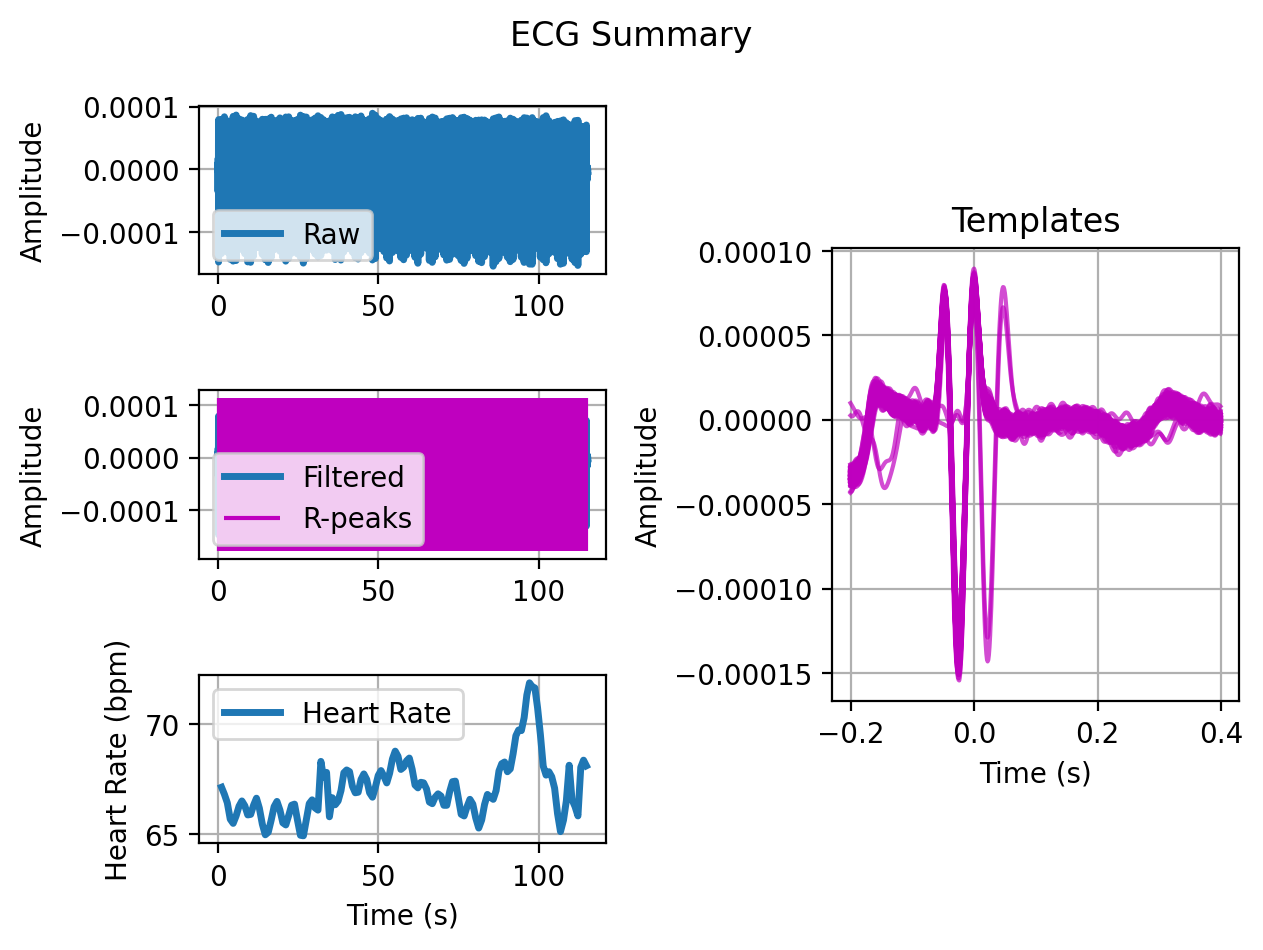 ECG Summary
Amplitude
0.0001
0.0000
−0.0001
Raw
0 50 100
Amplitude
0.0001
0.0000
−0.0001
Filtered
R-peaks
0 50 100
Heart Rate (bpm)
70
65
Heart Rate
0 50 100
Time (s)
Templates
Amplitude
0.00010
0.00005
0.00000
−0.00005
−0.00010
−0.00015
−0.2 0.0 0.2 0.4
Time (s)